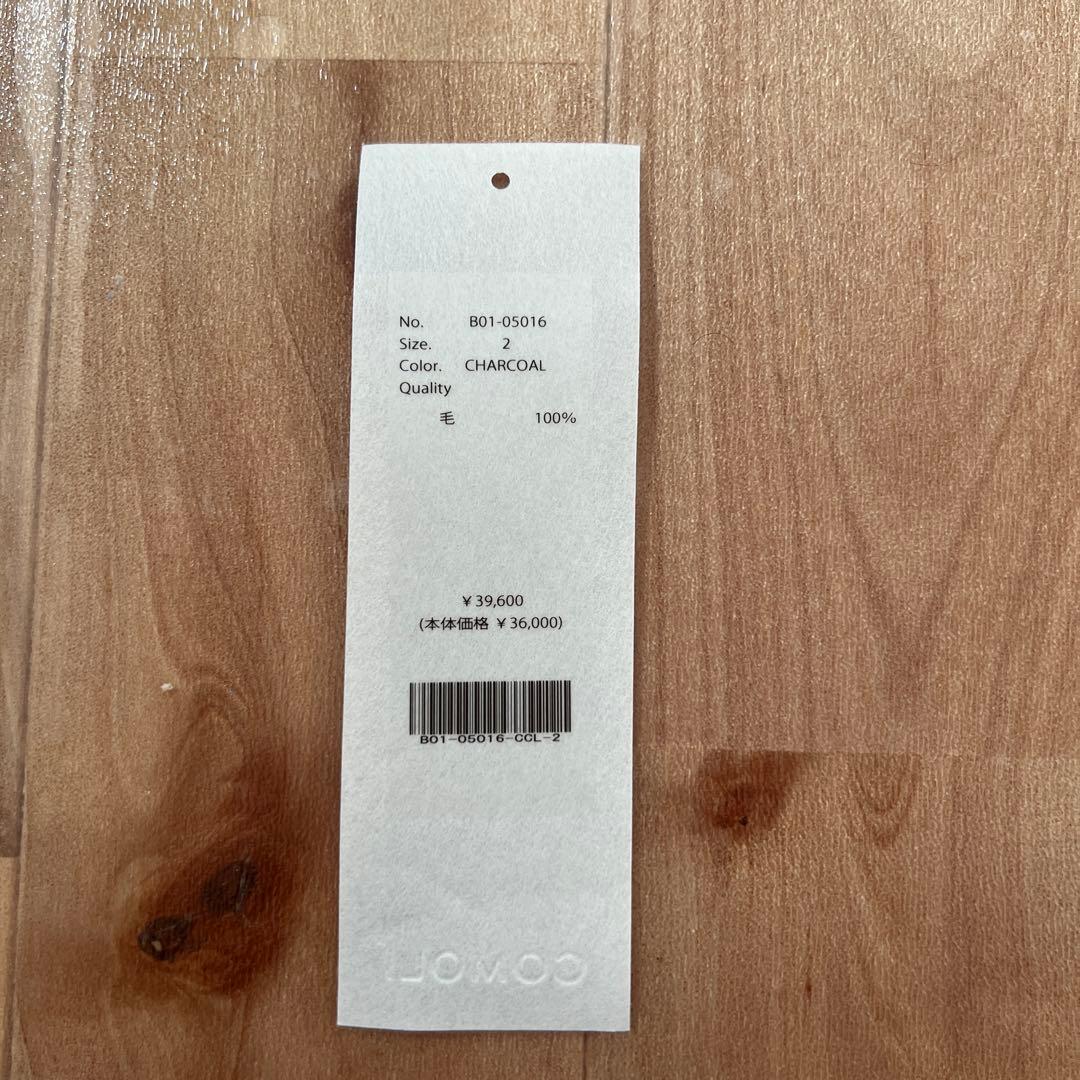 No. B01-05016
Size. 2
Color. CHARCOAL
Quality
毛 100%
¥39,600
(本体価格 ¥36,000)
B01-05016-CCL-2
COMOLI